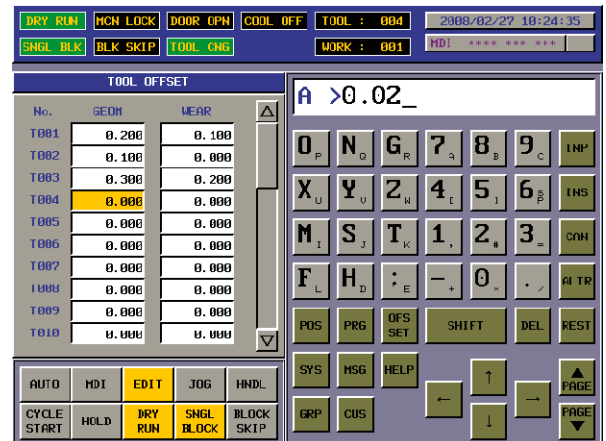 DRY RUN MCN LOCK DOOR OPN COOL OFF TOOL : 004 2008/02/27 10:24:35
SNGL BLK BLK SKIP TOOL CNG WORK : 001 MDI **** *** *** ***
TOOL OFFSET
No. GEOM WEAR
T001 0.200 0.100
T002 0.100 0.000
T003 0.300 0.200
T004 0.000 0.000
T005 0.000 0.000
T006 0.000 0.000
T007 0.000 0.000
T008 0.000 0.000
T009 0.000 0.000
T010 0.000 0.000
AUTO MDI EDIT JOG HNDL
CYCLE START HOLD DRY RUN SNGL BLOCK BLOCK SKIP
A >0.02_
O P N Q G R 7 A 8 B 9 C INP
X U Y V Z W 4 [ 5 ] 6 SP INS
M I S J T K 1 , 2 # 3 = CAN
F L H D ; E - + 0 * . / ALTR
POS PRG OFS SET SHIFT DEL REST
SYS MSG HELP ↑ PAGE
GRP CUS ← ↓ → PAGE